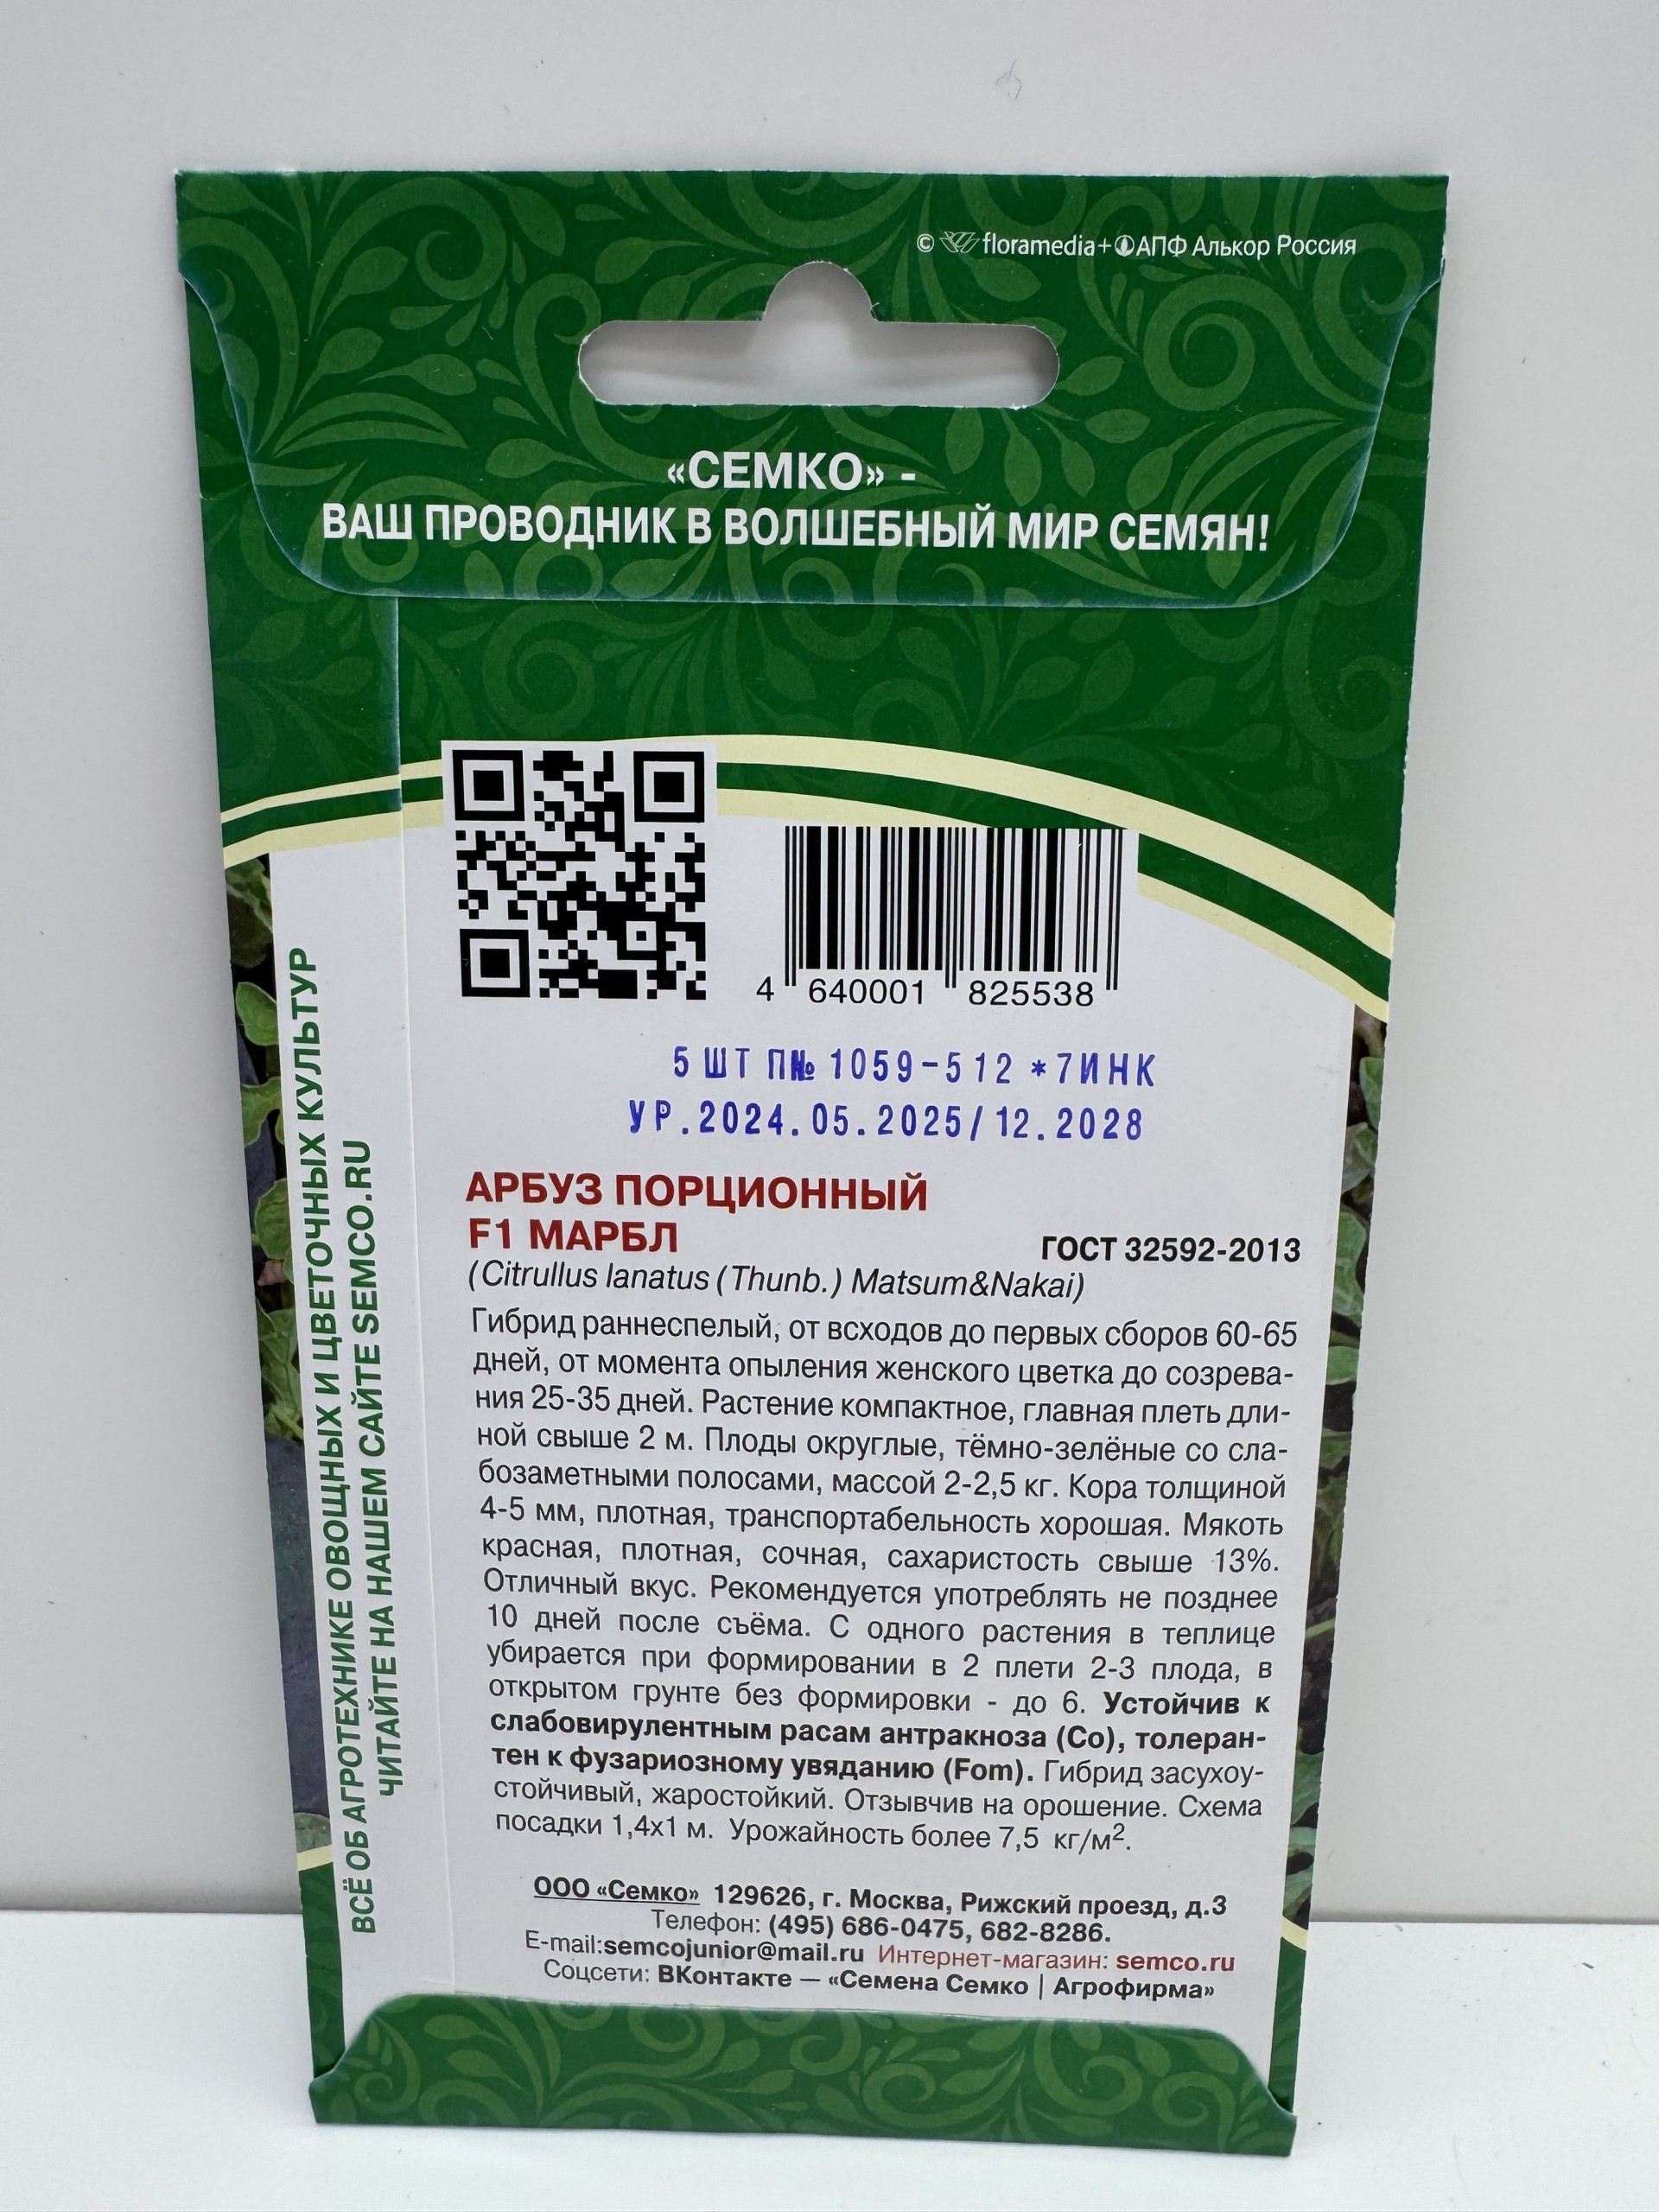 © floramedia+АПФ Алькор Россия
«СЕМКО» -
ВАШ ПРОВОДНИК В ВОЛШЕБНЫЙ МИР СЕМЯН!
4 640001 825538
5 ШТ П№ 1059-512 *7ИНК
УР.2024.05.2025/12.2028
АРБУЗ ПОРЦИОННЫЙ
F1 МАРБЛ
ГОСТ 32592-2013
(Citrullus lanatus (Thunb.) Matsum&Nakai)
Гибрид раннеспелый, от всходов до первых сборов 60-65
дней, от момента опыления женского цветка до созрева-
ния 25-35 дней. Растение компактное, главная плеть дли-
ной свыше 2 м. Плоды округлые, тёмно-зелёные со сла-
бозаметными полосами, массой 2-2,5 кг. Кора толщиной
4-5 мм, плотная, транспортабельность хорошая. Мякоть
красная, плотная, сочная, сахаристость свыше 13%.
Отличный вкус. Рекомендуется употреблять не позднее
10 дней после съёма. С одного растения в теплице
убирается при формировании в 2 плети 2-3 плода, в
открытом грунте без формировки - до 6. Устойчив к
слабовирулентным расам антракноза (Co), толеран-
тен к фузариозному увяданию (Fom). Гибрид засухоу-
стойчивый, жаростойкий. Отзывчив на орошение. Схема
посадки 1,4х1 м. Урожайность более 7,5 кг/м².
ООО «Семко» 129626, г. Москва, Рижский проезд, д.3
Телефон: (495) 686-0475, 682-8286.
E-mail:semcojunior@mail.ru Интернет-магазин: semco.ru
Соцсети: ВКонтакте — «Семена Семко | Агрофирма»
ВСЁ ОБ АГРОТЕХНИКЕ ОВОЩНЫХ И ЦВЕТОЧНЫХ КУЛЬТУР
ЧИТАЙТЕ НА НАШЕМ САЙТЕ SEMCO.RU